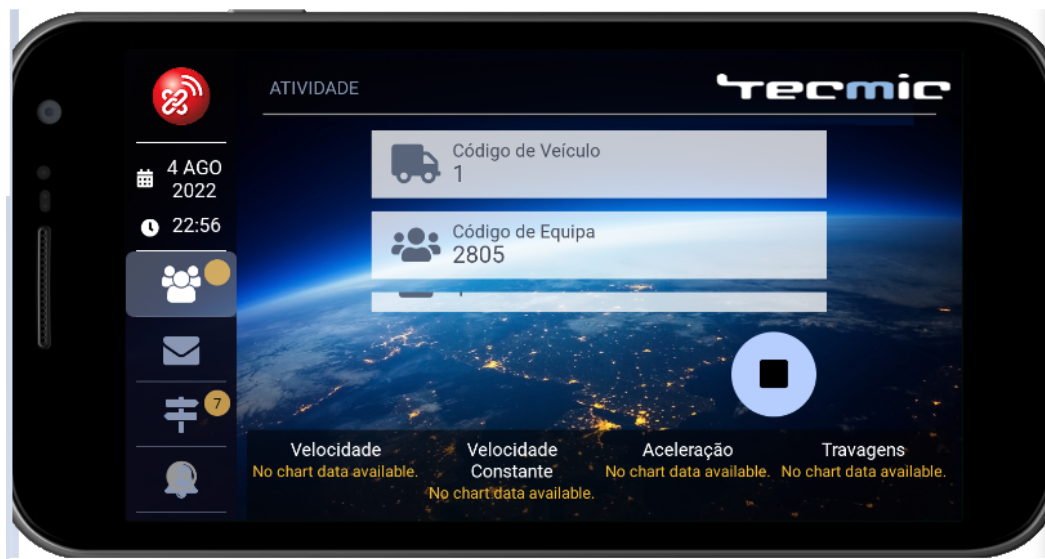 ATIVIDADE
tecmic
4 AGO
2022
22:56
Código de Veículo
1
Código de Equipa
2805
7
Velocidade
No chart data available.
Velocidade
Constante
No chart data available.
Aceleração
No chart data available.
Travagens
No chart data available.